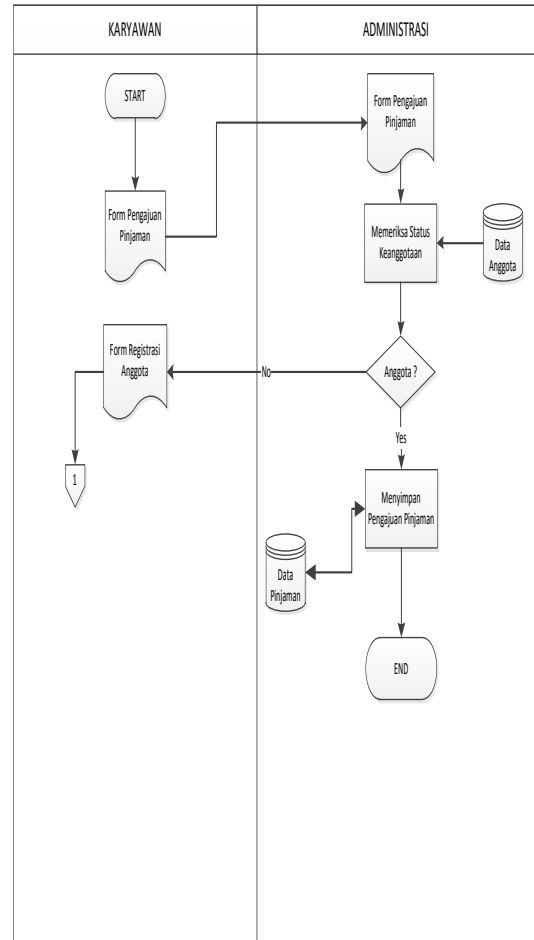 KARYAWAN
ADMINISTRASI
START
Form Pengajuan
Pinjaman
Form Pengajuan
Pinjaman
Memeriksa Status
Keanggotaan
Data
Anggota
Form Registrasi
Anggota
No
Anggota ?
Yes
1
Menyimpan
Pengajuan Pinjaman
Data
Pinjaman
END